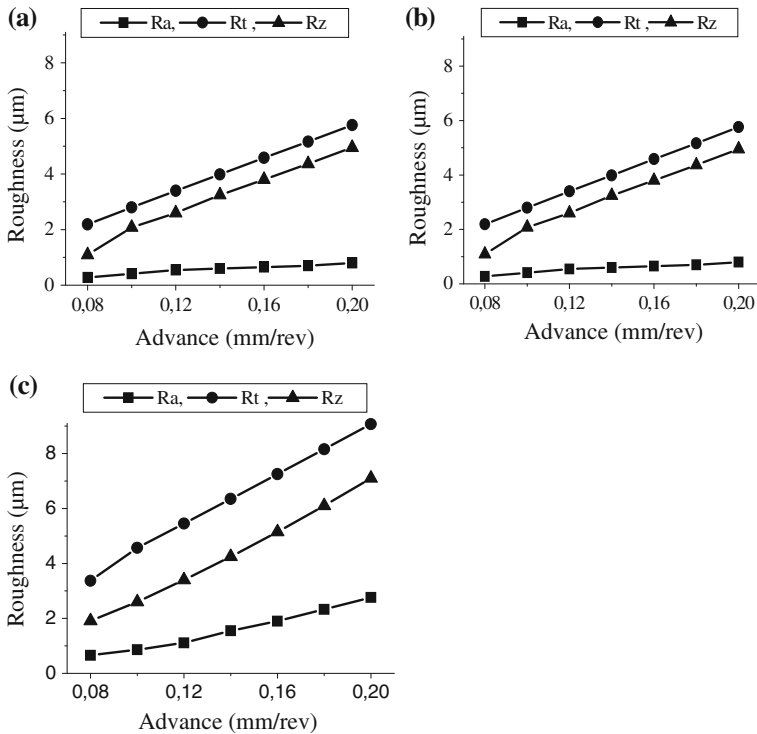 (a)
Ra, Rt , Rz
8
6
4
2
0
Roughness (μm)
0,08 0,12 0,16 0,20
Advance (mm/rev)
(b)
Ra, Rt , Rz
8
6
4
2
0
Roughness (μm)
0,08 0,12 0,16 0,20
Advance (mm/rev)
(c)
Ra, Rt , Rz
8
6
4
2
0
Roughness (μm)
0,08 0,12 0,16 0,20
Advance (mm/rev)